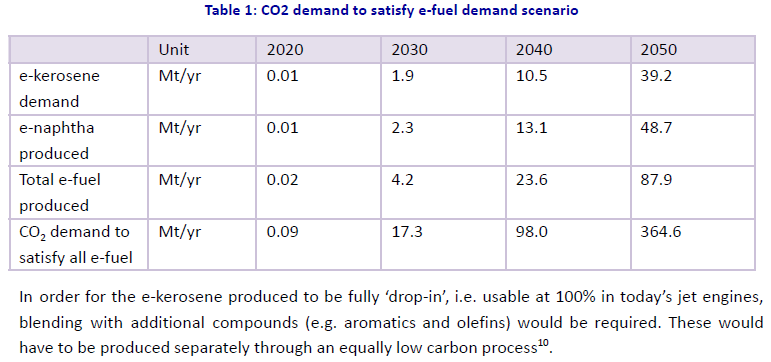 Table 1: CO2 demand to satisfy e-fuel demand scenario
Unit 2020 2030 2040 2050
e-kerosene demand Mt/yr 0.01 1.9 10.5 39.2
e-naphtha produced Mt/yr 0.01 2.3 13.1 48.7
Total e-fuel produced Mt/yr 0.02 4.2 23.6 87.9
CO₂ demand to satisfy all e-fuel Mt/yr 0.09 17.3 98.0 364.6
In order for the e-kerosene produced to be fully ‘drop-in’, i.e. usable at 100% in today’s jet engines,
blending with additional compounds (e.g. aromatics and olefins) would be required. These would
have to be produced separately through an equally low carbon process¹⁰.